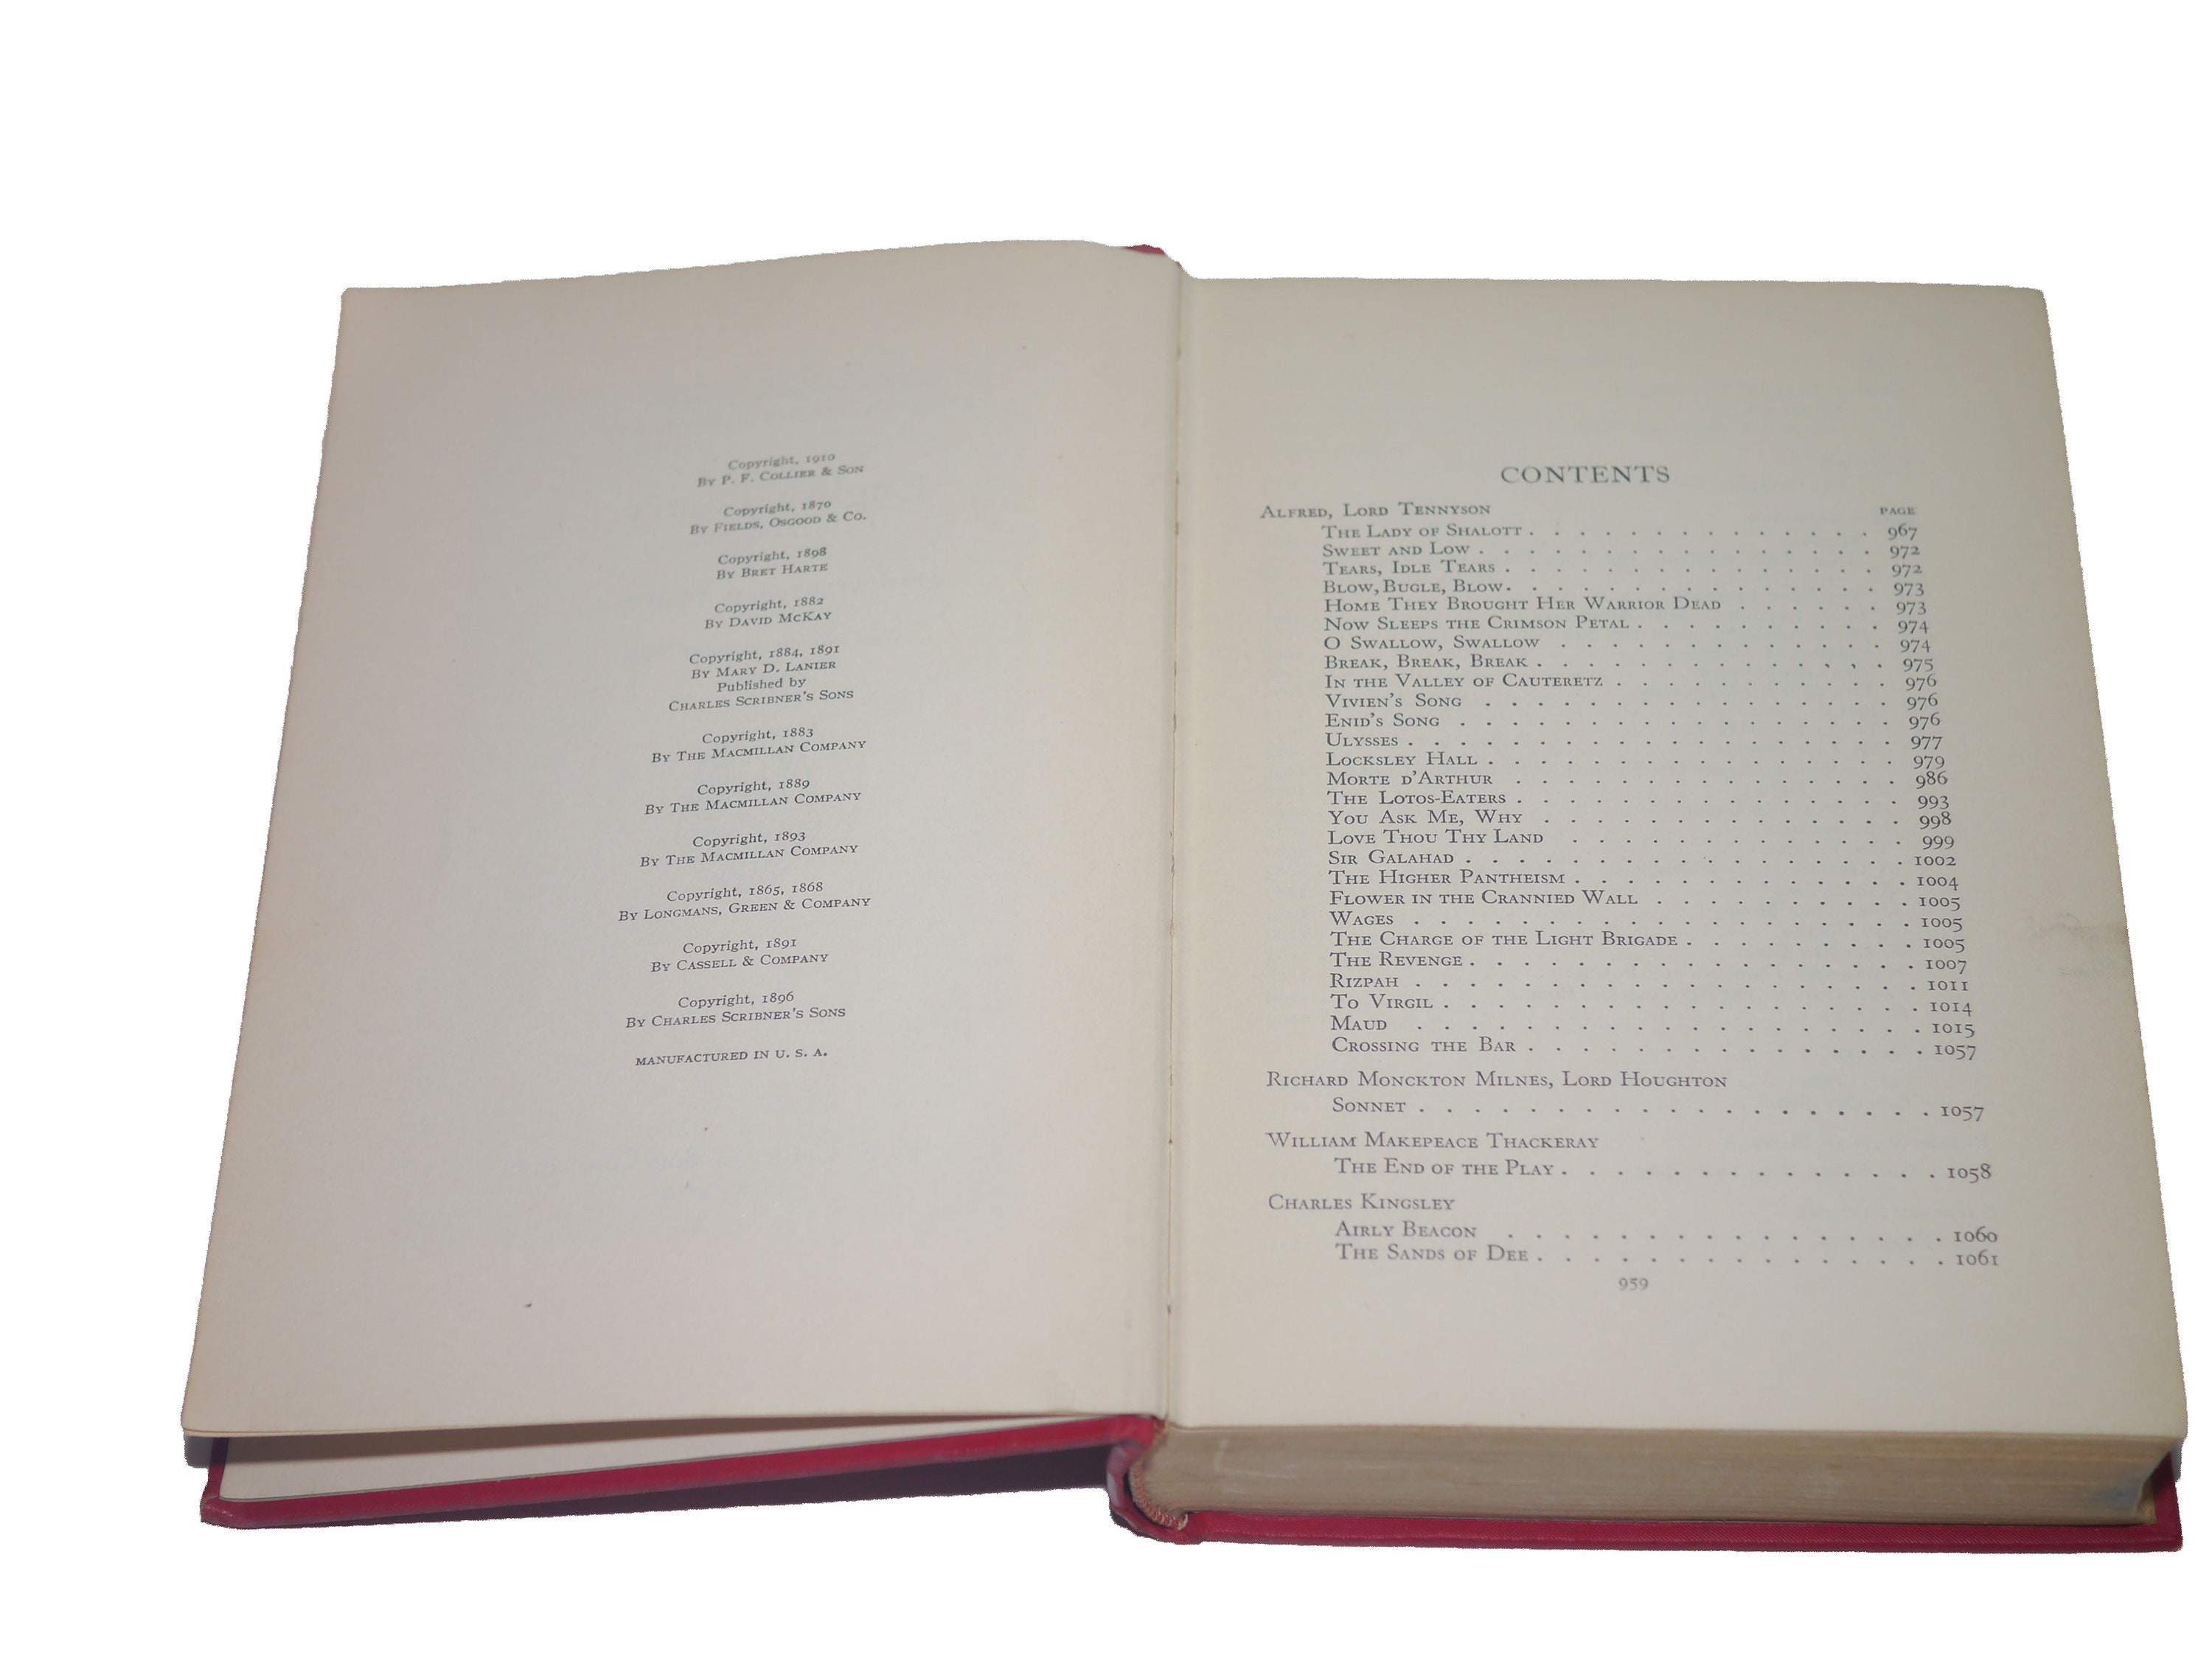 Copyright, 1910
By P. F. Collier & Son
Copyright, 1870
By Fields, Osgood & Co.
Copyright, 1898
By Bret Harte
Copyright, 1882
By David McKay
Copyright, 1884, 1891
By Mary D. Lanier
Published by
Charles Scribner's Sons
Copyright, 1883
By The Macmillan Company
Copyright, 1889
By The Macmillan Company
Copyright, 1893
By The Macmillan Company
Copyright, 1865, 1868
By Longmans, Green & Company
Copyright, 1891
By Cassell & Company
Copyright, 1896
By Charles Scribner's Sons
MANUFACTURED IN U. S. A.
CONTENTS
Alfred, Lord Tennyson PAGE
The Lady of Shalott . . . . . . . . . . . . . . 967
Sweet and Low . . . . . . . . . . . . . . . . 972
Tears, Idle Tears . . . . . . . . . . . . . . . 972
Blow, Bugle, Blow . . . . . . . . . . . . . . . 973
Home They Brought Her Warrior Dead . . . . . . 973
Now Sleeps the Crimson Petal . . . . . . . . . . 974
O Swallow, Swallow . . . . . . . . . . . . . 974
Break, Break, Break . . . . . . . . . . . . . . 975
In the Valley of Cauteretz . . . . . . . . . . . 976
Vivien's Song . . . . . . . . . . . . . . . . 976
Enid's Song . . . . . . . . . . . . . . . . . 976
Ulysses . . . . . . . . . . . . . . . . . . . 977
Locksley Hall . . . . . . . . . . . . . . . . 979
Morte d'Arthur . . . . . . . . . . . . . . . 986
The Lotos-Eaters . . . . . . . . . . . . . . . 993
You Ask Me, Why . . . . . . . . . . . . . . 998
Love Thou Thy Land . . . . . . . . . . . . . 999
Sir Galahad . . . . . . . . . . . . . . . . . 1002
The Higher Pantheism . . . . . . . . . . . . . 1004
Flower in the Crannied Wall . . . . . . . . . . 1005
Wages . . . . . . . . . . . . . . . . . . . 1005
The Charge of the Light Brigade . . . . . . . . . 1005
The Revenge . . . . . . . . . . . . . . . . . 1007
Rizpah . . . . . . . . . . . . . . . . . . . 1011
To Virgil . . . . . . . . . . . . . . . . . . 1014
Maud . . . . . . . . . . . . . . . . . . . 1015
Crossing the Bar . . . . . . . . . . . . . . . 1057
Richard Monckton Milnes, Lord Houghton
Sonnet . . . . . . . . . . . . . . . . . . . 1057
William Makepeace Thackeray
The End of the Play . . . . . . . . . . . . . . 1058
Charles Kingsley
Airly Beacon . . . . . . . . . . . . . . . . 1060
The Sands of Dee . . . . . . . . . . . . . . . 1061
959